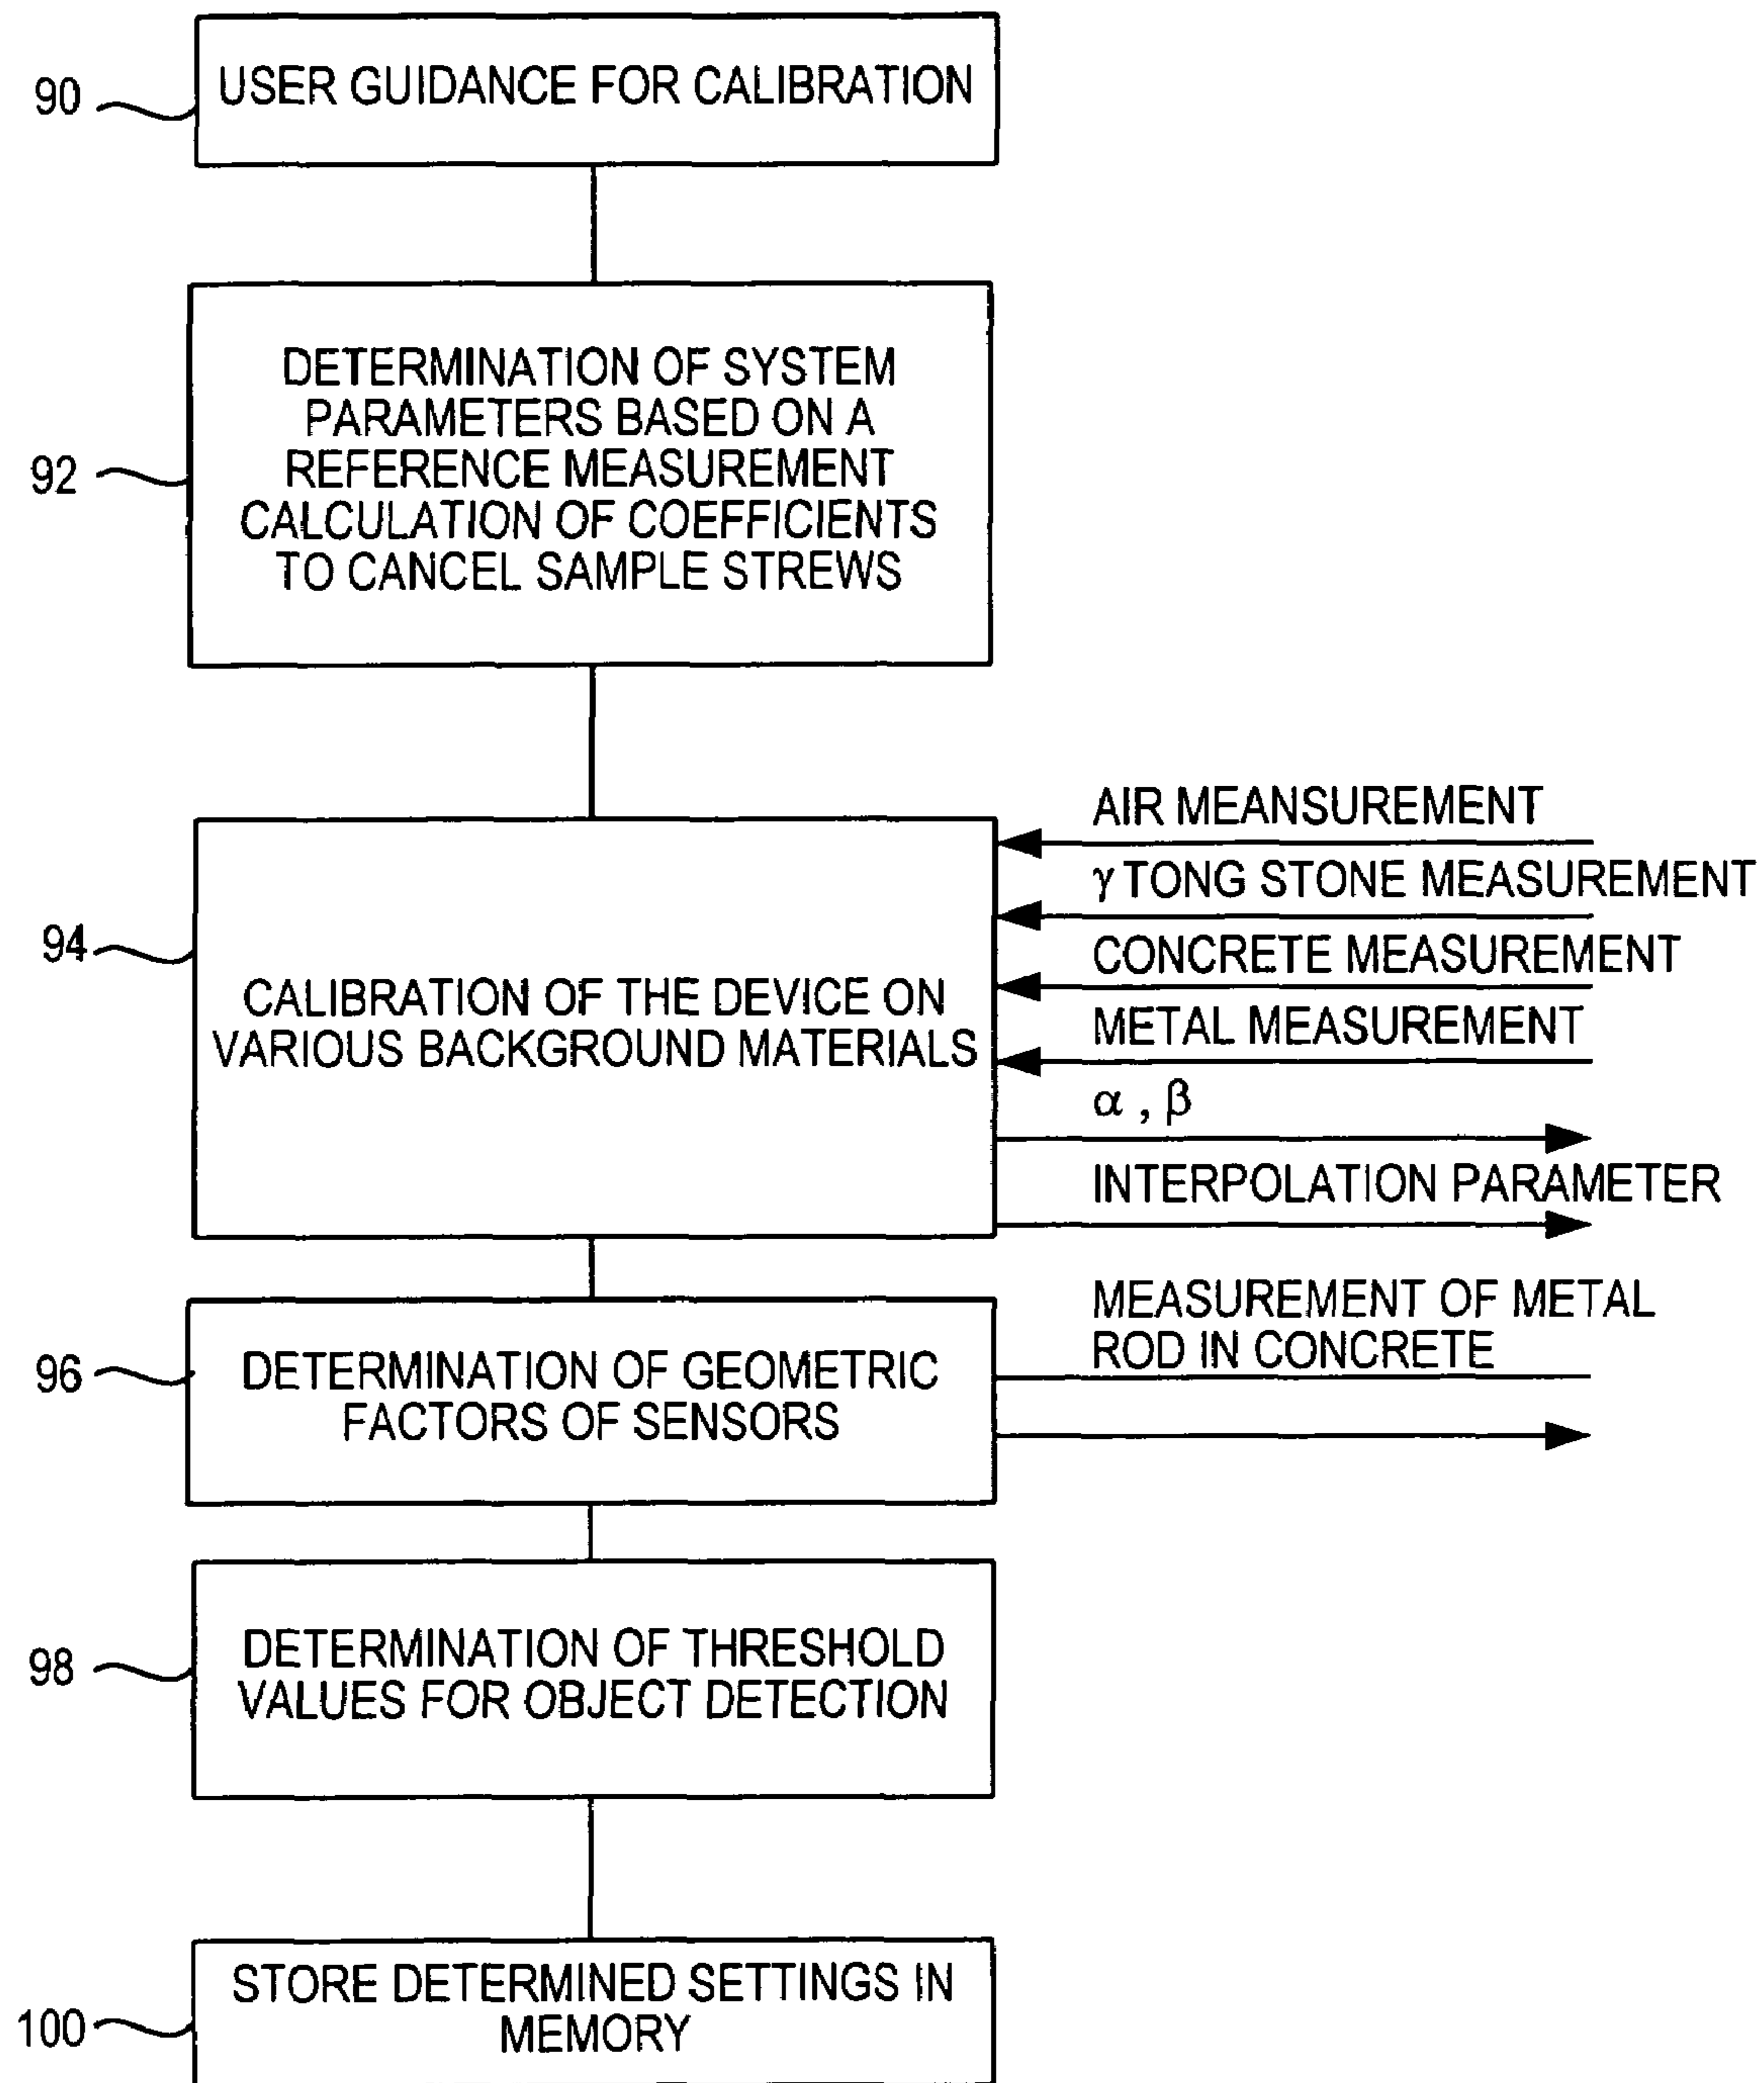 90
USER GUIDANCE FOR CALIBRATION
92
DETERMINATION OF SYSTEM
PARAMETERS BASED ON A
REFERENCE MEASUREMENT
CALCULATION OF COEFFICIENTS
TO CANCEL SAMPLE STREWS
94
CALIBRATION OF THE DEVICE ON
VARIOUS BACKGROUND MATERIALS
AIR MEANSUREMENT
γ TONG STONE MEASUREMENT
CONCRETE MEASUREMENT
METAL MEASUREMENT
α , β
INTERPOLATION PARAMETER
96
DETERMINATION OF GEOMETRIC
FACTORS OF SENSORS
MEASUREMENT OF METAL
ROD IN CONCRETE
98
DETERMINATION OF THRESHOLD
VALUES FOR OBJECT DETECTION
100
STORE DETERMINED SETTINGS IN
MEMORY